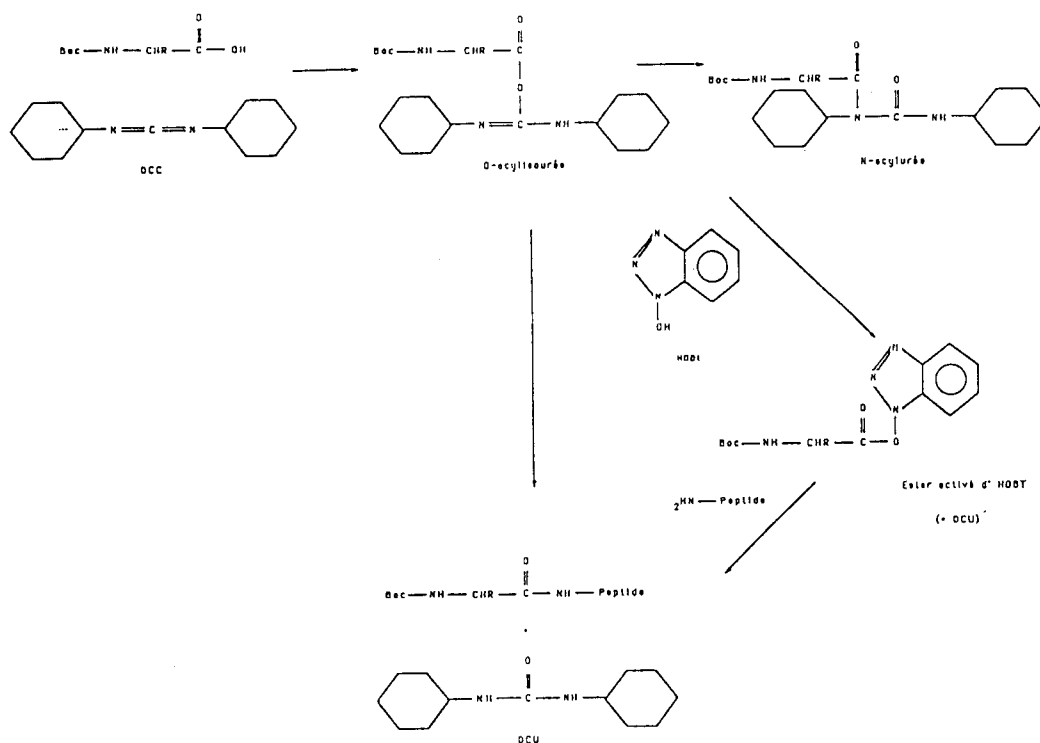 Boc—NH—CHR—C—OH
O
N=C=N
DCC
Boc—NH—CHR—C
O
O
N=C—NH
O-acylisourée
Boc—NH—CHR—C
O
O
N—C—NH
N-acylurée
N
N
N
OH
HOBt
N
N
N
O
Boc—NH—CHR—C—O
Ester activé d' HOBT
(+ DCU)
2HN—Peptide
O
Boc—NH—CHR—C—NH—Peptide
+
O
NH—C—NH
DCU